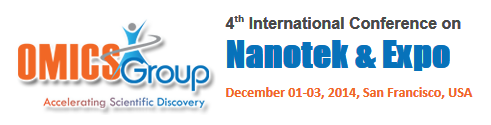 OMICS Group
Accelerating Scientific Discovery
4th International Conference on
Nanotek & Expo
December 01-03, 2014, San Francisco, USA